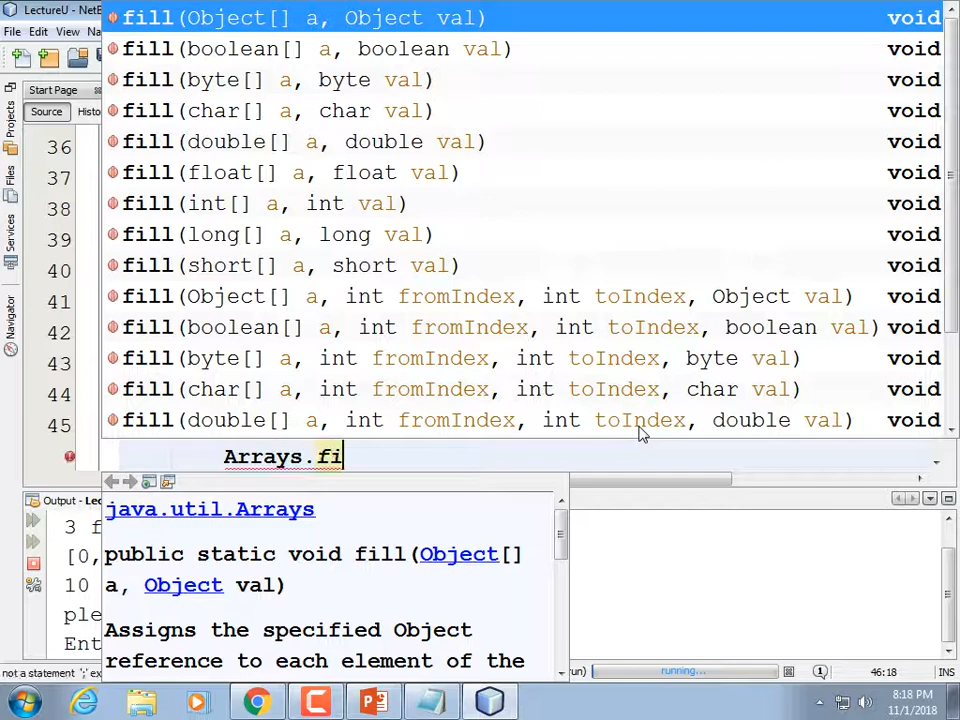 LectureU - NetB
File Edit View Na
Start Page
Source Histo
Projects
Files
Services
Navigator
fill(Object[] a, Object val) void
fill(boolean[] a, boolean val) void
fill(byte[] a, byte val) void
fill(char[] a, char val) void
fill(double[] a, double val) void
fill(float[] a, float val) void
fill(int[] a, int val) void
fill(long[] a, long val) void
fill(short[] a, short val) void
fill(Object[] a, int fromIndex, int toIndex, Object val) void
fill(boolean[] a, int fromIndex, int toIndex, boolean val) void
fill(byte[] a, int fromIndex, int toIndex, byte val) void
fill(char[] a, int fromIndex, int toIndex, char val) void
fill(double[] a, int fromIndex, int toIndex, double val) void
36
37
38
39
40
41
42
43
44
45
Arrays.fi
Output - Lec
3 f
[0,
10
ple
Ent
java.util.Arrays
public static void fill(Object[]
a, Object val)
Assigns the specified Object
reference to each element of the
not a statement ';' ex
run) running... 46:18 INS
8:18 PM
11/1/2018